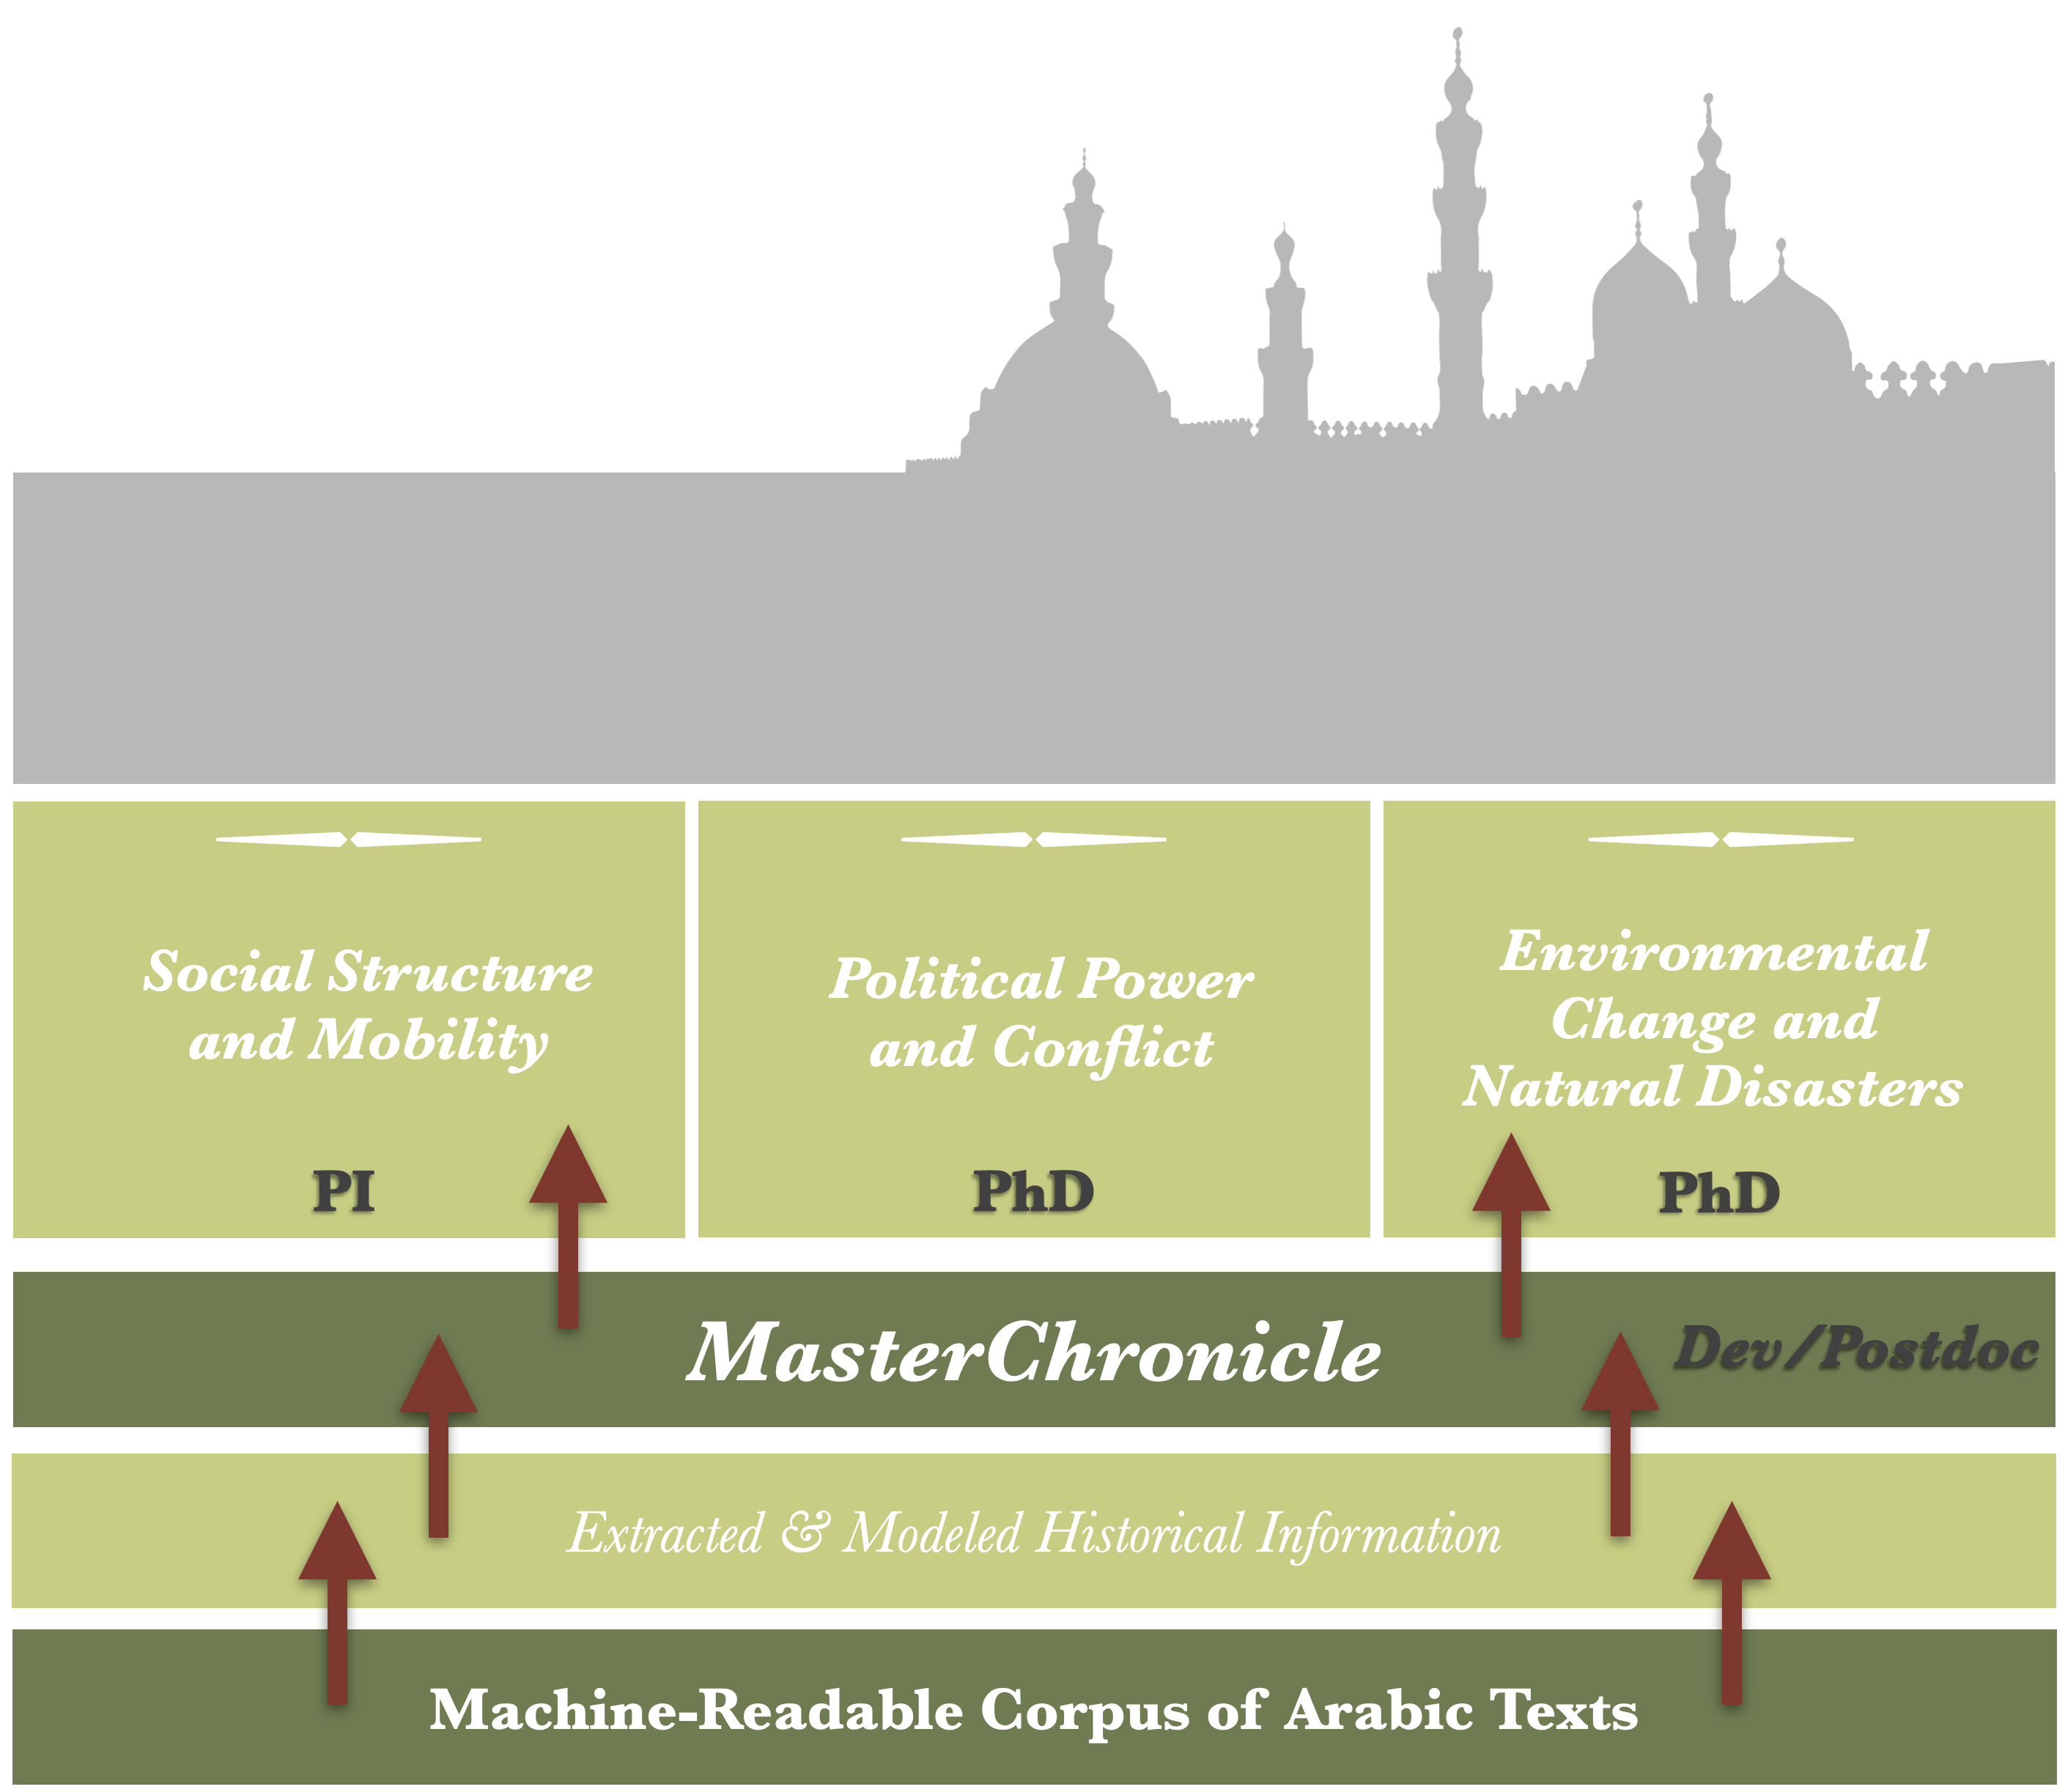 Social Structure
and Mobility
PI
Political Power
and Conflict
PhD
Environmental
Change and
Natural Disasters
PhD
MasterChronicle
Dev/Postdoc
Extracted & Modeled Historical Information
Machine-Readable Corpus of Arabic Texts